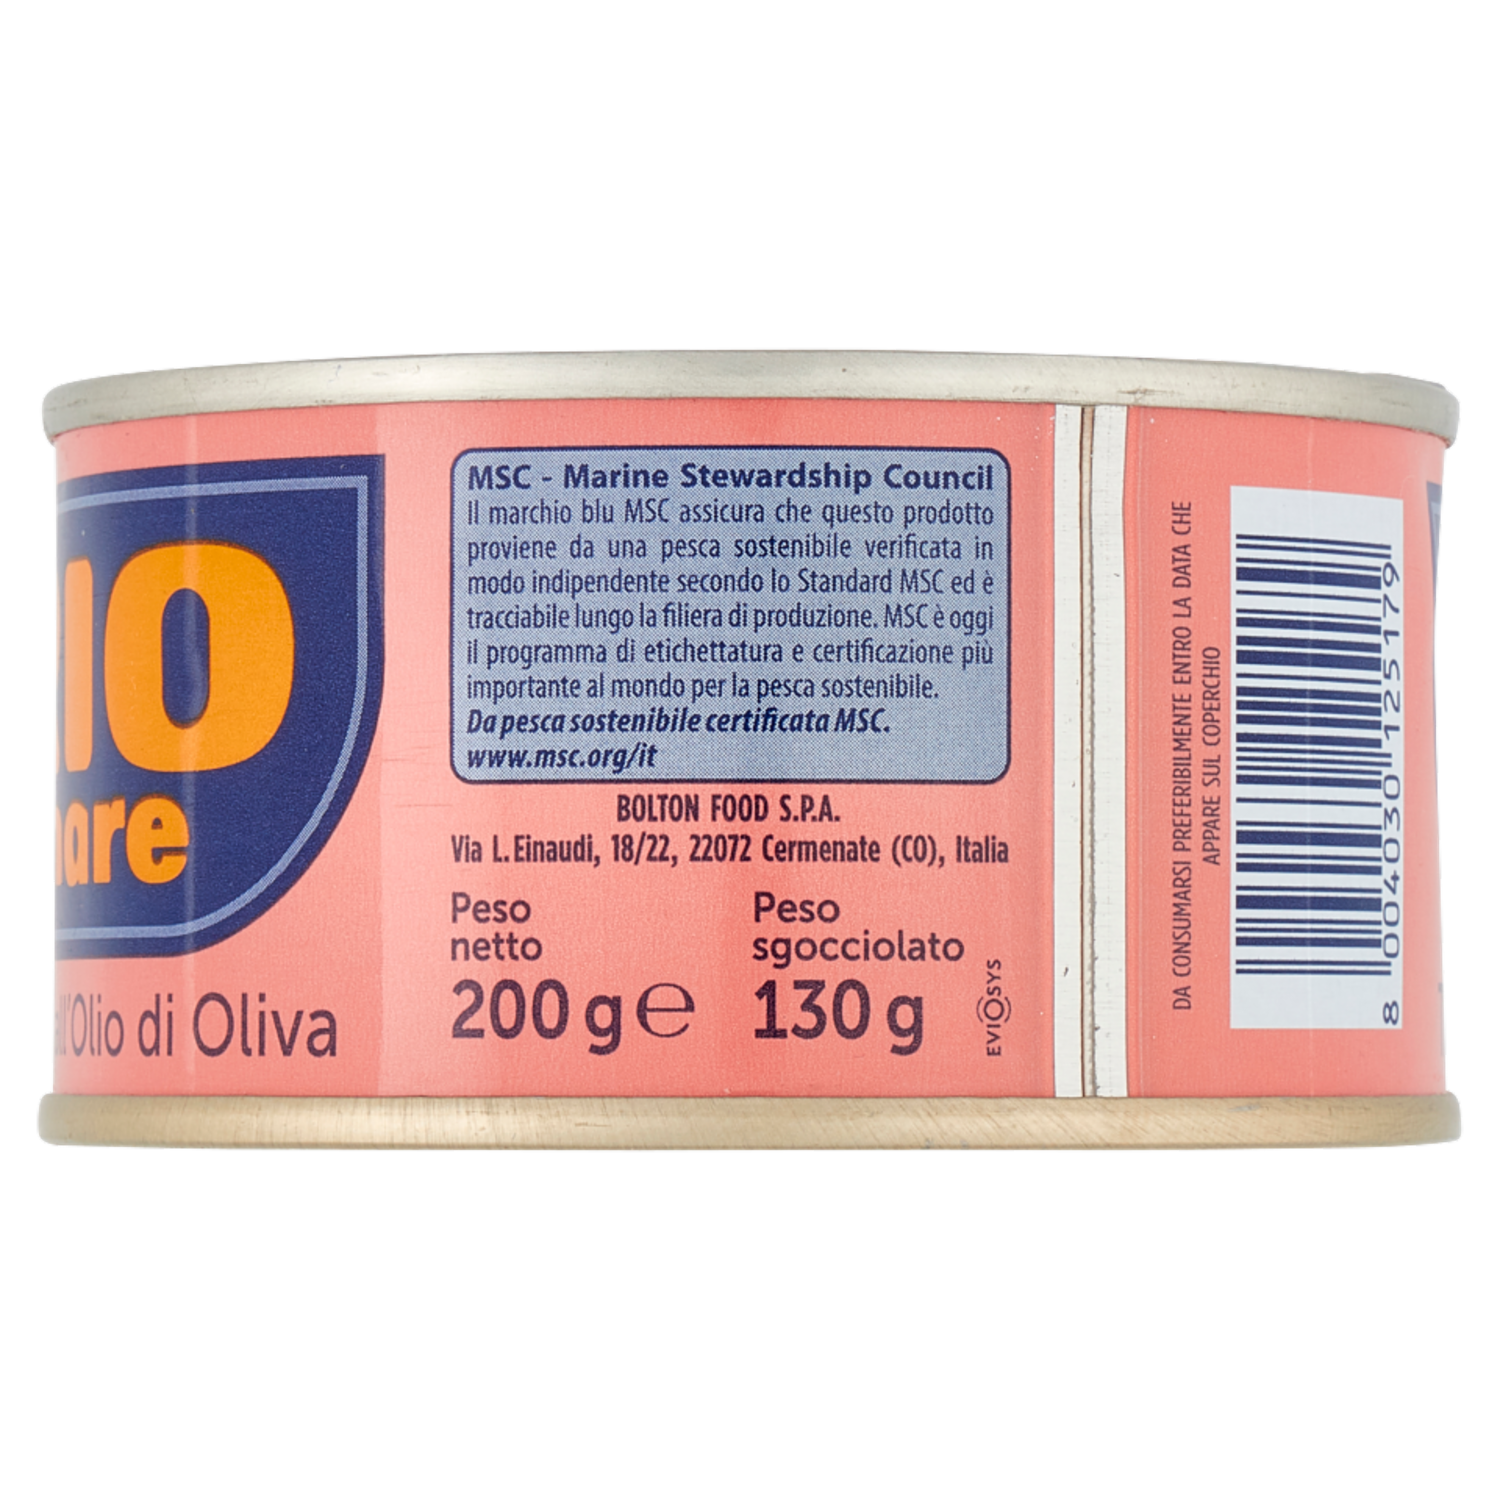 mare
all'Olio di Oliva
MSC - Marine Stewardship Council
Il marchio blu MSC assicura che questo prodotto
proviene da una pesca sostenibile verificata in
modo indipendente secondo lo Standard MSC ed è
tracciabile lungo la filiera di produzione. MSC è oggi
il programma di etichettatura e certificazione più
importante al mondo per la pesca sostenibile.
Da pesca sostenibile certificata MSC.
www.msc.org/it
BOLTON FOOD S.P.A.
Via L. Einaudi, 18/22, 22072 Cermenate (CO), Italia
Peso
netto
200 g e
Peso
sgocciolato
130 g
EVIOSYS
DA CONSUMARSI PREFERIBILMENTE ENTRO LA DATA CHE
APPARE SUL COPERCHIO
8 004030 125179